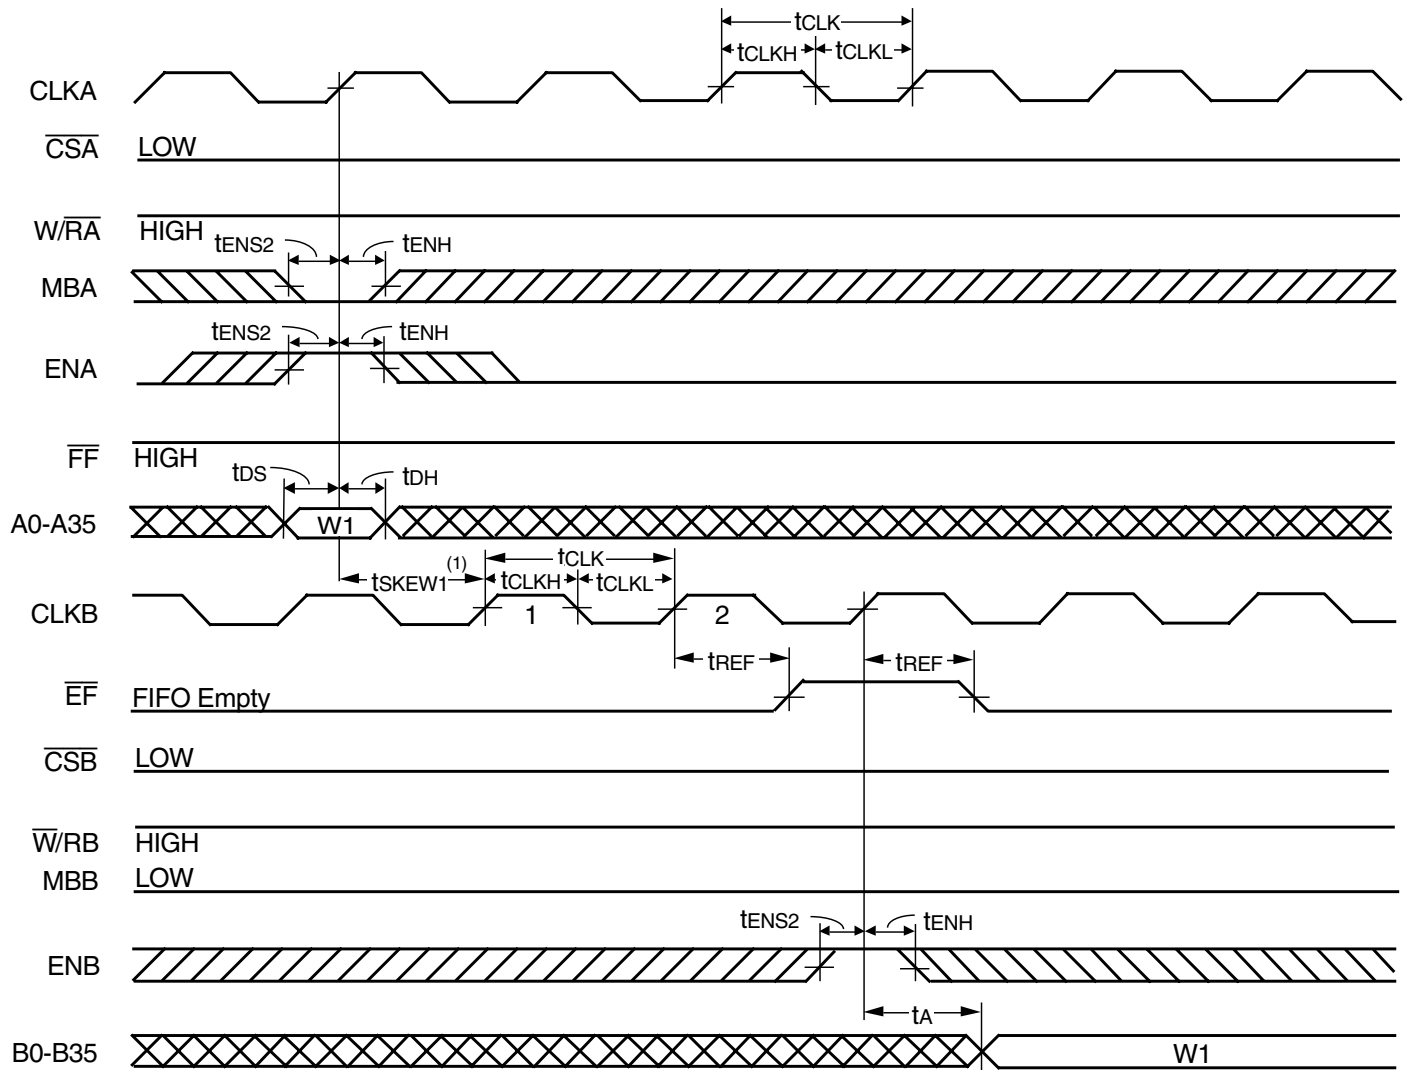 tCLK
tCLKH tCLKL
CLKA
CSA LOW
W/RA HIGH
tENS2 tENH
MBA
tENS2 tENH
ENA
FF HIGH
tDS tDH
A0-A35 W1
tSKEW1(1) tCLK
tCLKH tCLKL
CLKB 1 2
tREF tREF
EF FIFO Empty
CSB LOW
W/RB HIGH
MBB LOW
tENS2 tENH
ENB
tA
B0-B35 W1